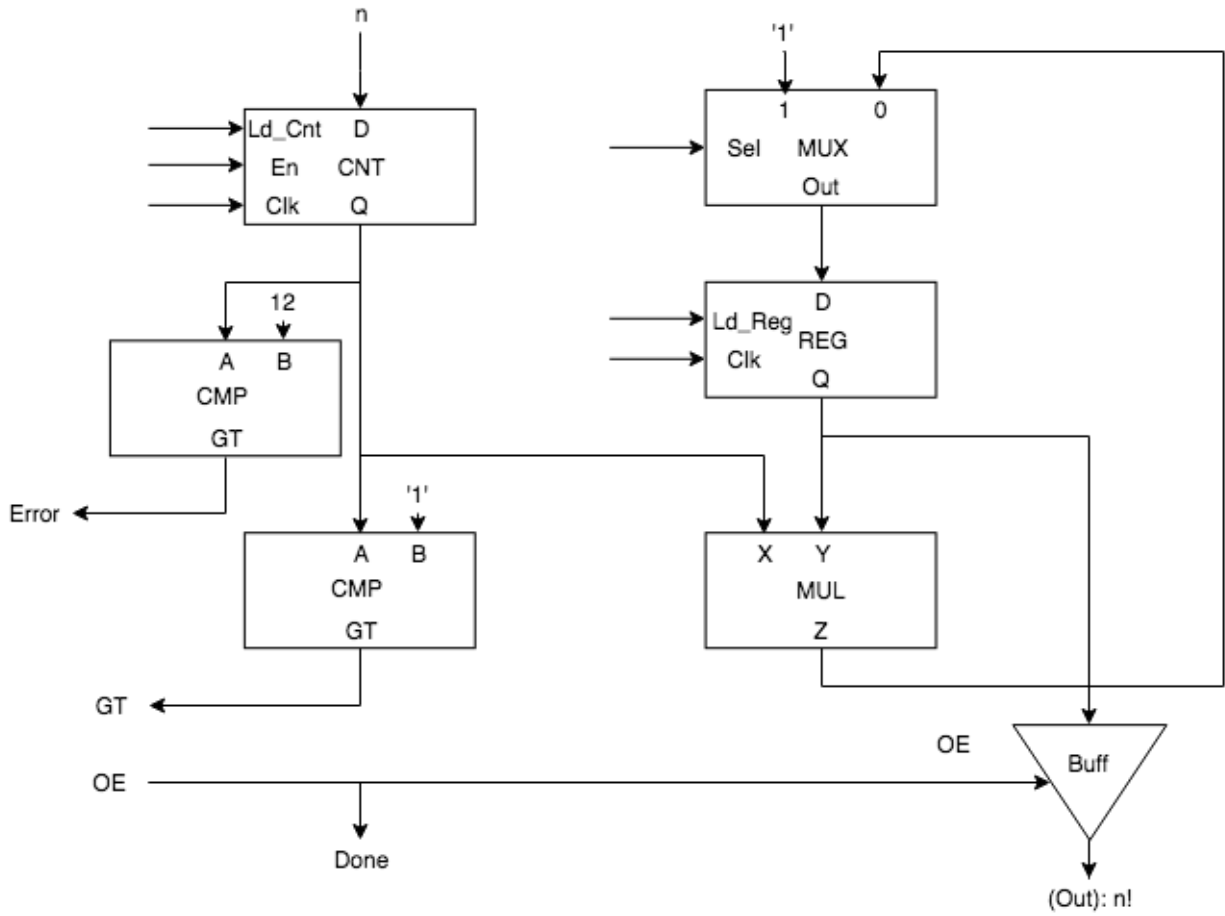 n
'1'
Ld_Cnt D
En CNT
Clk Q
1 0
Sel MUX
Out
12
A B
CMP
GT
Error
D
Ld_Reg
REG
Clk
Q
'1'
A B
CMP
GT
X Y
MUL
Z
GT
OE
Buff
OE
Done
(Out): n!